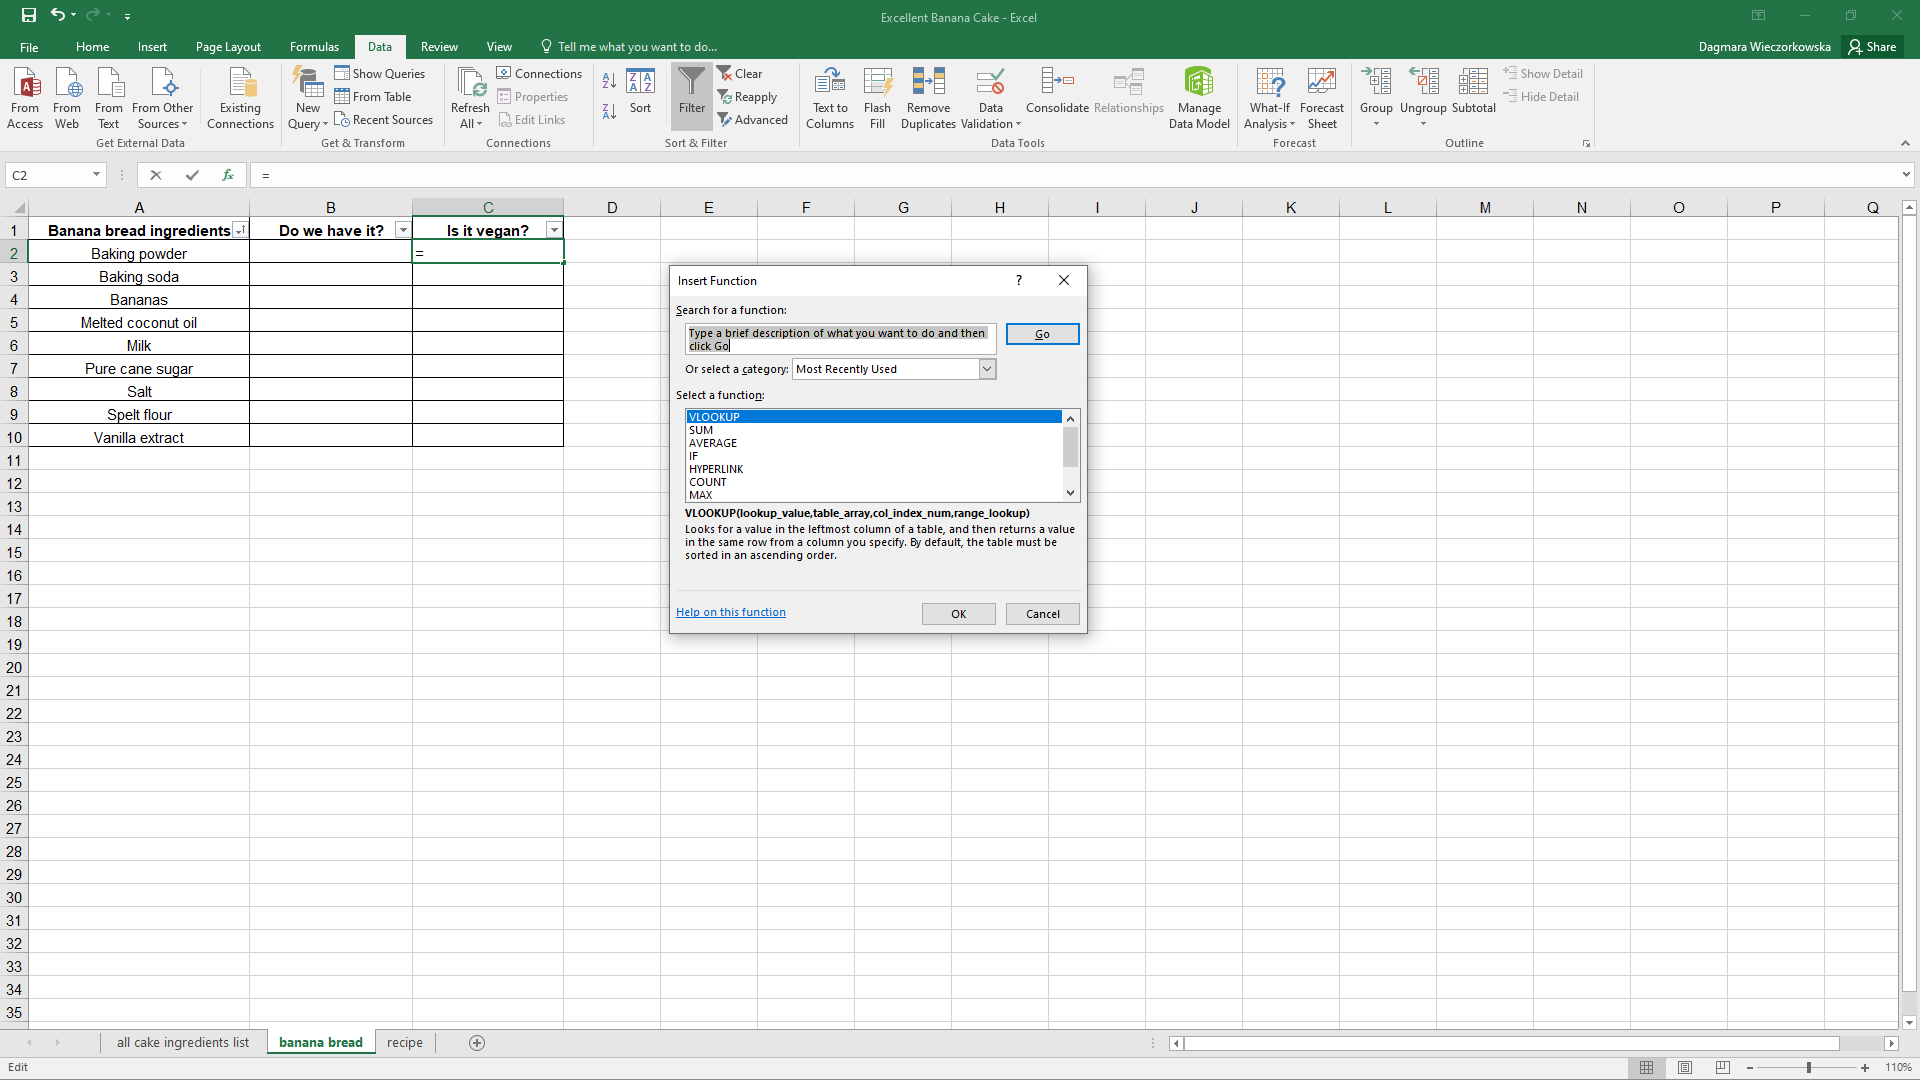 Excellent Banana Cake - Excel
File Home Insert Page Layout Formulas Data Review View Tell me what you want to do... Dagmara Wieczorkowska Share
From Access
From Web
From Text
From Other Sources
Existing Connections
Get External Data
New Query
Show Queries
From Table
Recent Sources
Get & Transform
Refresh All
Connections
Properties
Edit Links
Connections
Sort
Filter
Clear
Reapply
Advanced
Sort & Filter
Text to Columns
Flash Fill
Remove Duplicates
Data Validation
Consolidate
Relationships
Manage Data Model
Data Tools
What-If Analysis
Forecast Sheet
Forecast
Group
Ungroup
Subtotal
Show Detail
Hide Detail
Outline
C2 fx =
A B C D E F G H I J K L M N O P Q
1 Banana bread ingredients Do we have it? Is it vegan?
2 Baking powder =
3 Baking soda
4 Bananas
5 Melted coconut oil
6 Milk
7 Pure cane sugar
8 Salt
9 Spelt flour
10 Vanilla extract
11
12
13
14
15
16
17
18
19
20
21
22
23
24
25
26
27
28
29
30
31
32
33
34
35
Insert Function ?
Search for a function:
Type a brief description of what you want to do and then
click Go
Go
Or select a category: Most Recently Used
Select a function:
VLOOKUP
SUM
AVERAGE
IF
HYPERLINK
COUNT
MAX
VLOOKUP(lookup_value,table_array,col_index_num,range_lookup)
Looks for a value in the leftmost column of a table, and then returns a value
in the same row from a column you specify. By default, the table must be
sorted in an ascending order.
Help on this function OK Cancel
all cake ingredients list banana bread recipe
Edit 110%